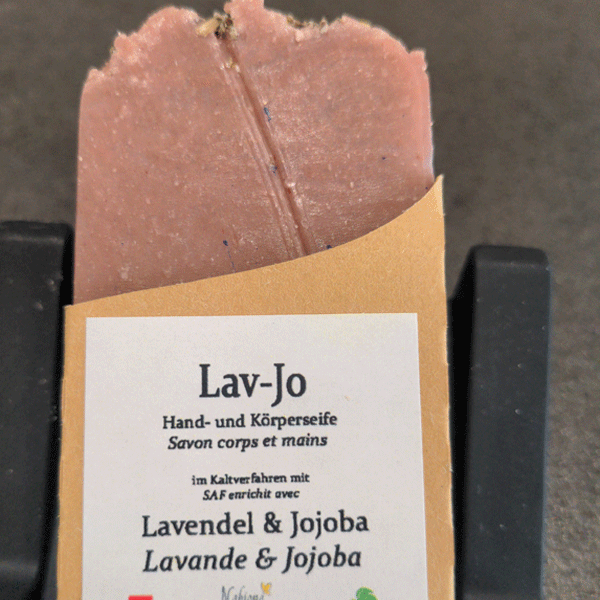 Lav-Jo
Hand- und Körperseife
Savon corps et mains
im Kaltverfahren mit
SAF enrichit avec
Lavendel & Jojoba
Lavande & Jojoba